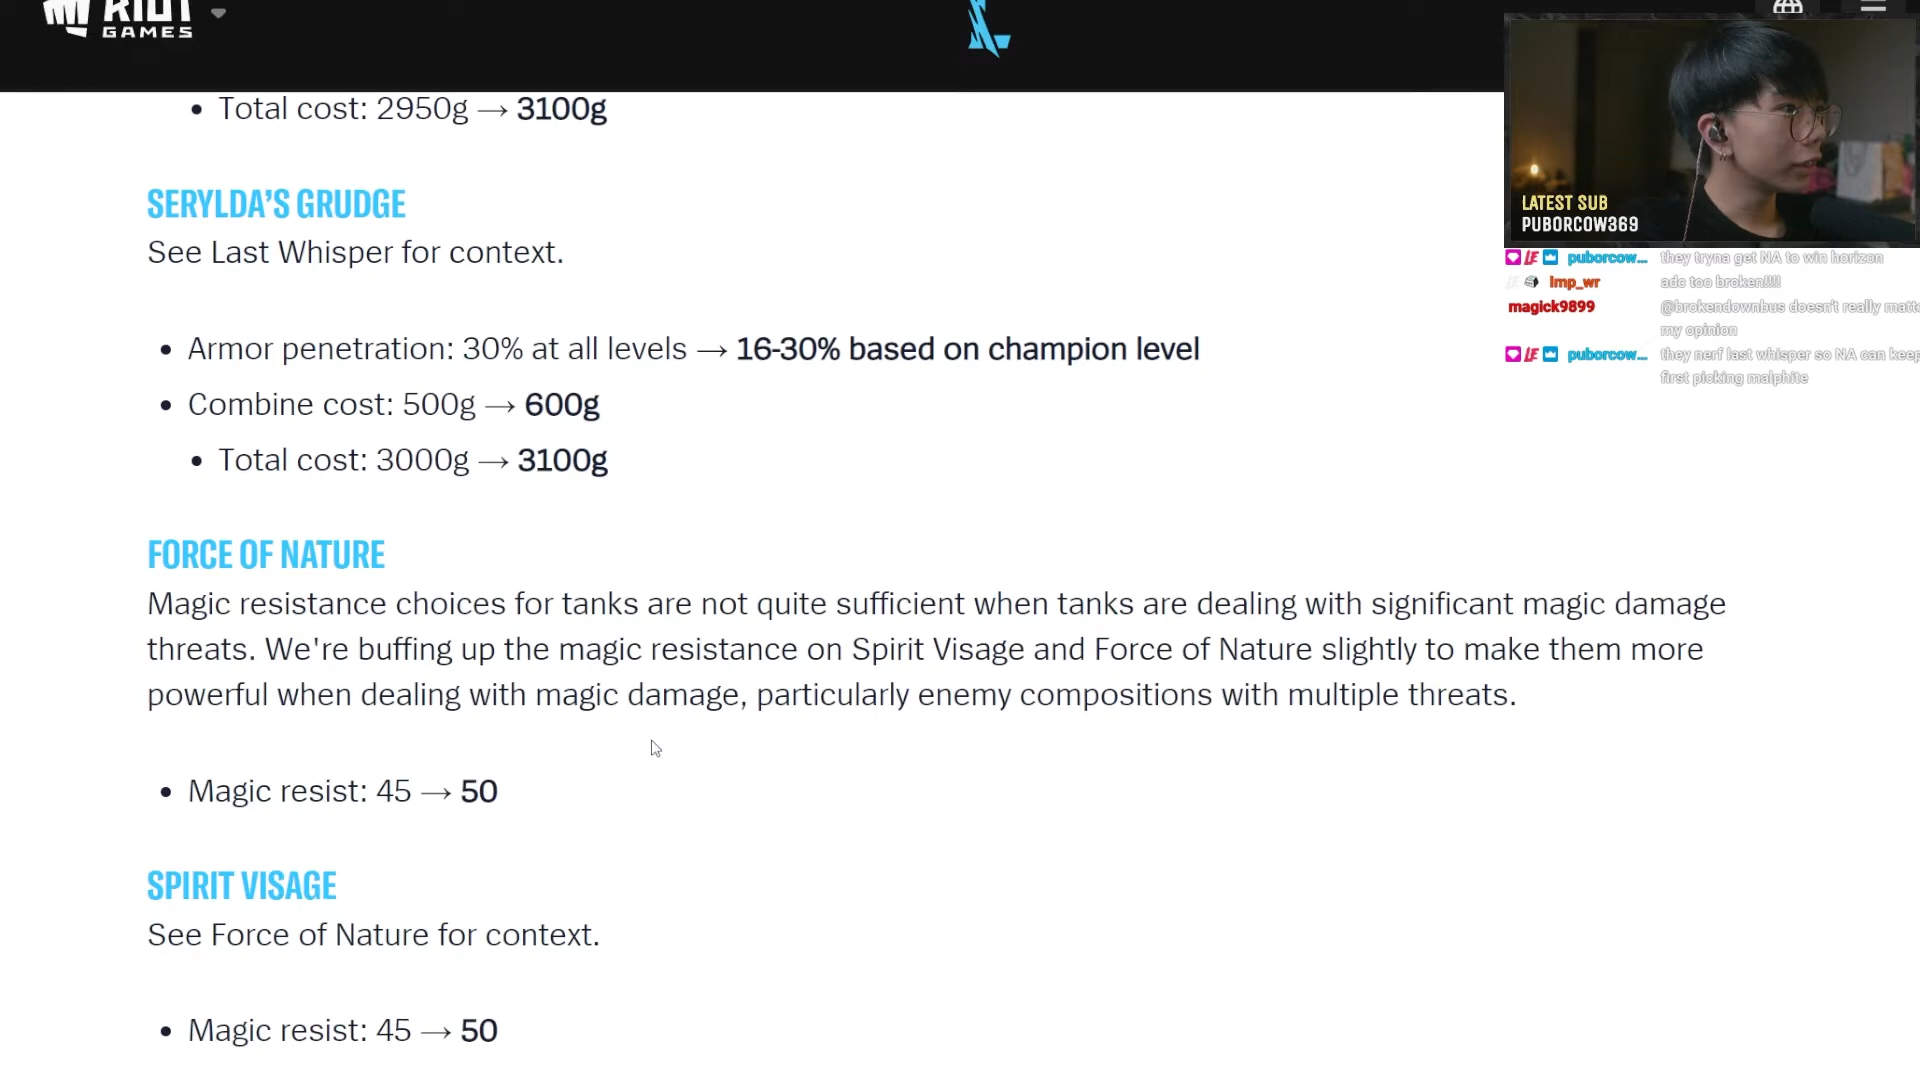 RIOT
GAMES
Total cost: 2950g → 3100g
SERYLDA'S GRUDGE
See Last Whisper for context.
Armor penetration: 30% at all levels → 16-30% based on champion level
Combine cost: 500g → 600g
Total cost: 3000g → 3100g
FORCE OF NATURE
Magic resistance choices for tanks are not quite sufficient when tanks are dealing with significant magic damage
threats. We're buffing up the magic resistance on Spirit Visage and Force of Nature slightly to make them more
powerful when dealing with magic damage, particularly enemy compositions with multiple threats.
Magic resist: 45 → 50
SPIRIT VISAGE
See Force of Nature for context.
Magic resist: 45 → 50
LATEST SUB
PUBORCOW369
puborcow... they tryna get NA to win horizon
lmp_wr adc too broken!!!!
magick9899 @brokendownbus doesn't really matte
my opinion
puborcow... they nerf last whisper so NA can keep
first picking malphite